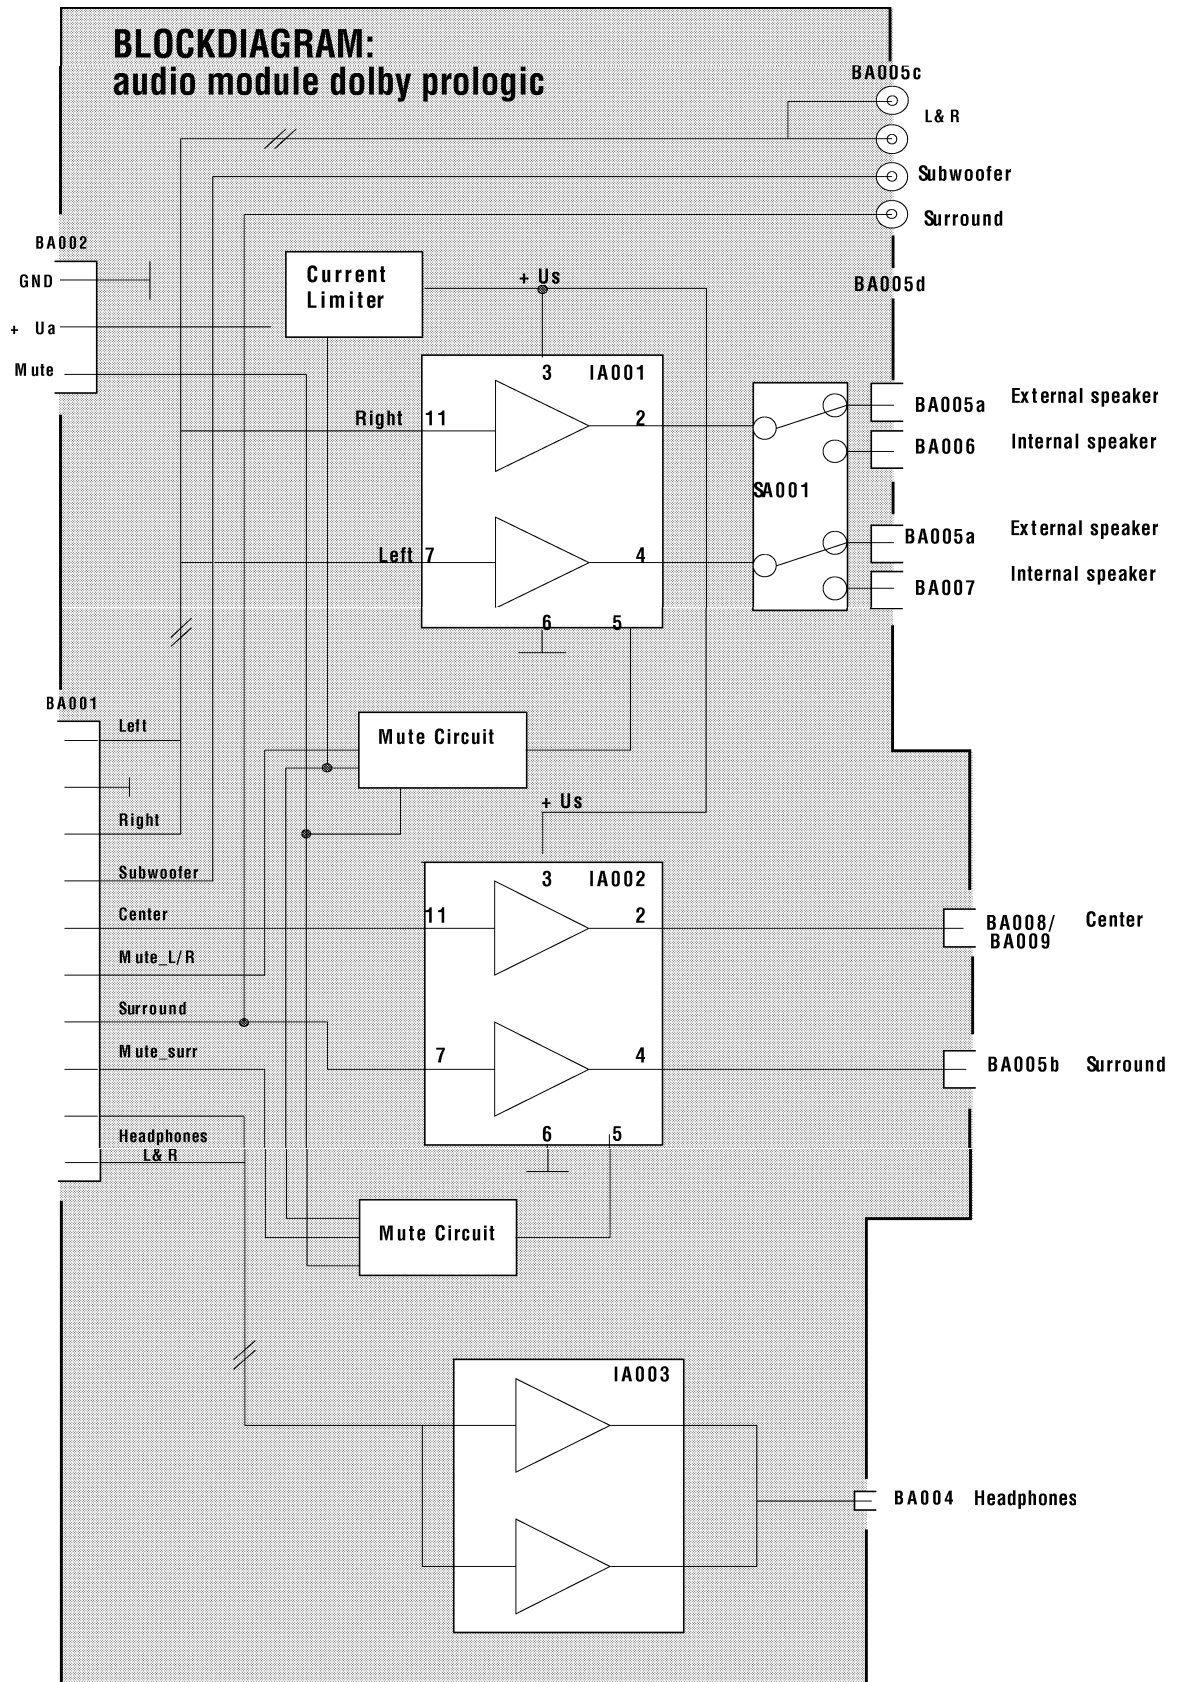 BLOCKDIAGRAM:
audio module dolby prologic
BA005c
L&R
Subwoofer
Surround
BA002
GND
+ Ua
Mute
Current
Limiter
+ Us
BA005d
3 IA001
Right 11
2
BA005a External speaker
BA006 Internal speaker
SA001
Left 7
4
BA005a External speaker
BA007 Internal speaker
6 5
BA001
Left
Mute Circuit
+ Us
Right
Subwoofer
3 IA002
Center
11
2
BA008/ Center
BA009
Mute_L/R
Surround
Mute_surr
7
4
BA005b Surround
6 5
Headphones
L&R
Mute Circuit
IA003
BA004 Headphones